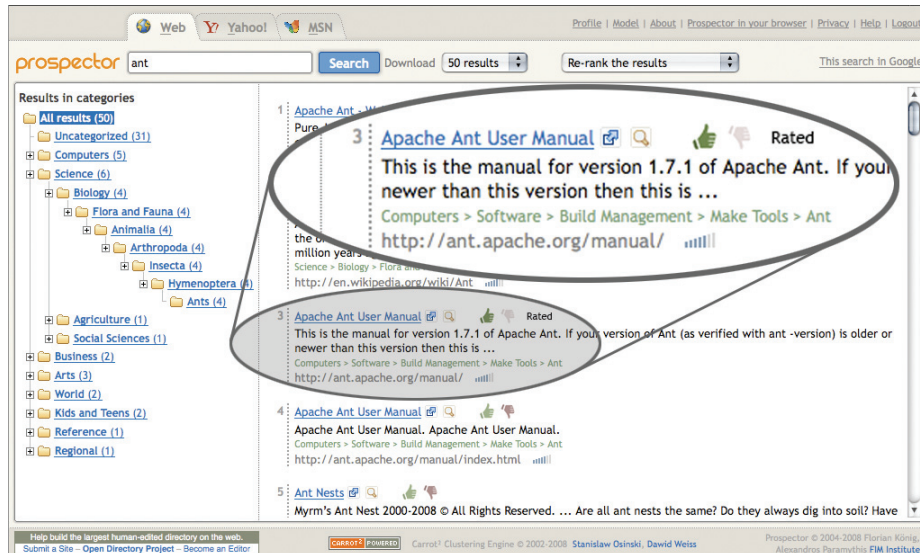 Web Yahoo! MSN
Profile | Model | About | Prospector in your browser | Privacy | Help | Logout
prospector ant Search Download 50 results Re-rank the results This search in Google
Results in categories
All results (50)
Uncategorized (31)
Computers (5)
Science (6)
Biology (4)
Flora and Fauna (4)
Animalia (4)
Arthropoda (4)
Insecta (4)
Hymenoptera (4)
Ants (4)
Agriculture (1)
Social Sciences (1)
Business (2)
Arts (3)
World (2)
Kids and Teens (2)
Reference (1)
Regional (1)
1 Apache Ant - W
Pure
3 Apache Ant User Manual Rated
This is the manual for version 1.7.1 of Apache Ant. If your
newer than this version then this is ...
Computers > Software > Build Management > Make Tools > Ant
http://ant.apache.org/manual/
the
million years
Science > Biology > Flora and
http://en.wikipedia.org/wiki/Ant
3 Apache Ant User Manual Rated
This is the manual for version 1.7.1 of Apache Ant. If your version of Ant (as verified with ant -version) is older or
newer than this version then this is ...
Computers > Software > Build Management > Make Tools > Ant
http://ant.apache.org/manual/
4 Apache Ant User Manual
Apache Ant User Manual. Apache Ant User Manual.
Computers > Software > Build Management > Make Tools > Ant
http://ant.apache.org/manual/index.html
5 Ant Nests
Myrm's Ant Nest 2000-2008 © All Rights Reserved. ... Are all ant nests the same? Do they always dig into soil? Have
Help build the largest human-edited directory on the web.
Submit a Site - Open Directory Project - Become an Editor
CARROT2 POWERED Carrot² Clustering Engine © 2002-2008 Stanislaw Osinski, Dawid Weiss
Prospector © 2004-2008 Florian König,
Alexandros Paramythis FIM Institute